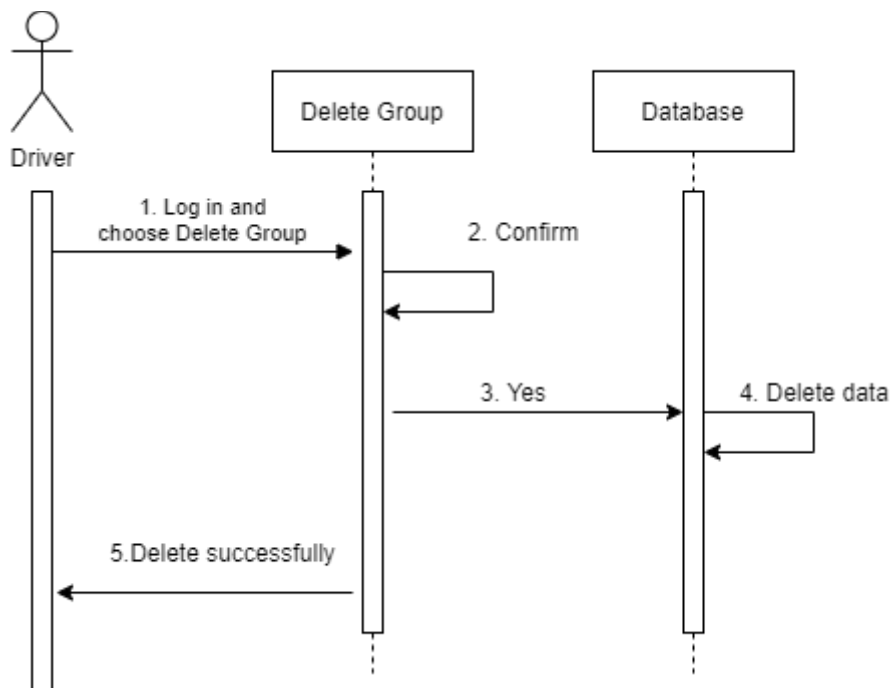 Delete Group
Database
Driver
1. Log in and
choose Delete Group
2. Confirm
3. Yes
4. Delete data
5.Delete successfully